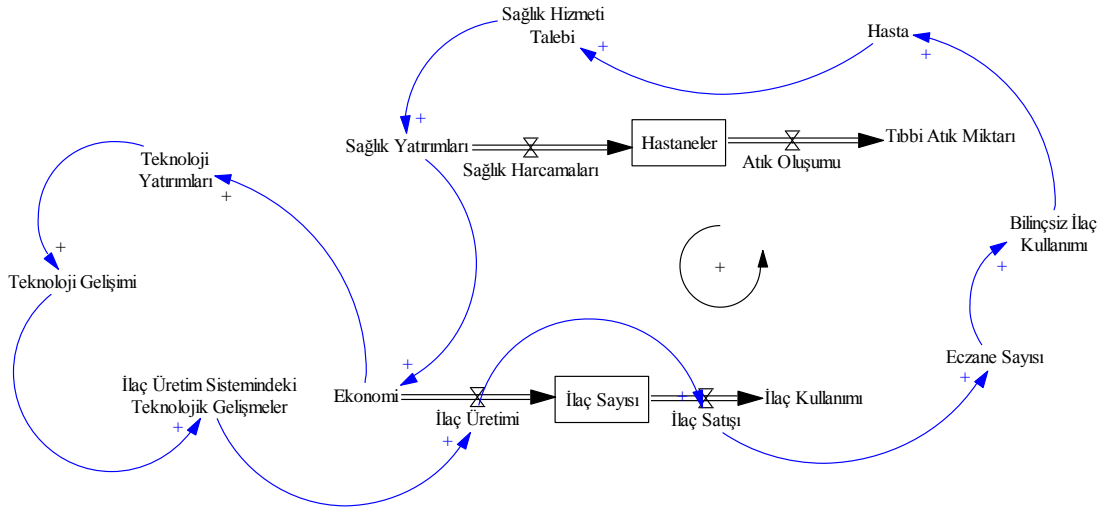 Sağlık Hizmeti
Talebi
+
Hasta
+
+
Sağlık Yatırımları
Sağlık Harcamaları
Hastaneler
Atık Oluşumu
Tıbbi Atık Miktarı
Teknoloji
Yatırımları
+
+
Teknoloji Gelişimi
+
Bilinçsiz İlaç
Kullanımı
+
Eczane Sayısı
+
+
İlaç Üretim Sistemindeki
Teknolojik Gelişmeler
+
Ekonomi
İlaç Üretimi
+
İlaç Sayısı
+
İlaç Satışı
İlaç Kullanımı